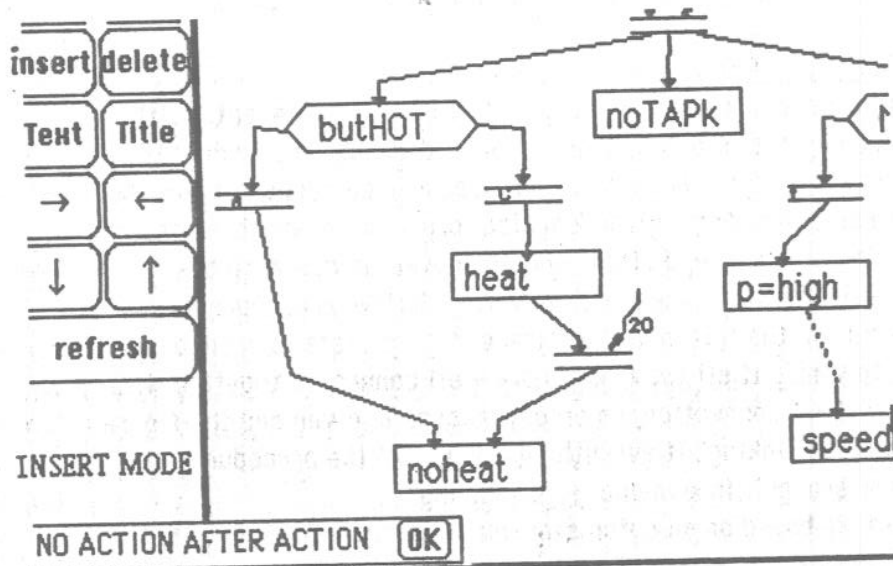 insert delete
Text Title
→ ←
↓ ↑
refresh
INSERT MODE
NO ACTION AFTER ACTION OK
butHOT
noTAPk
A
C
heat
p=high
20
noheat
speed